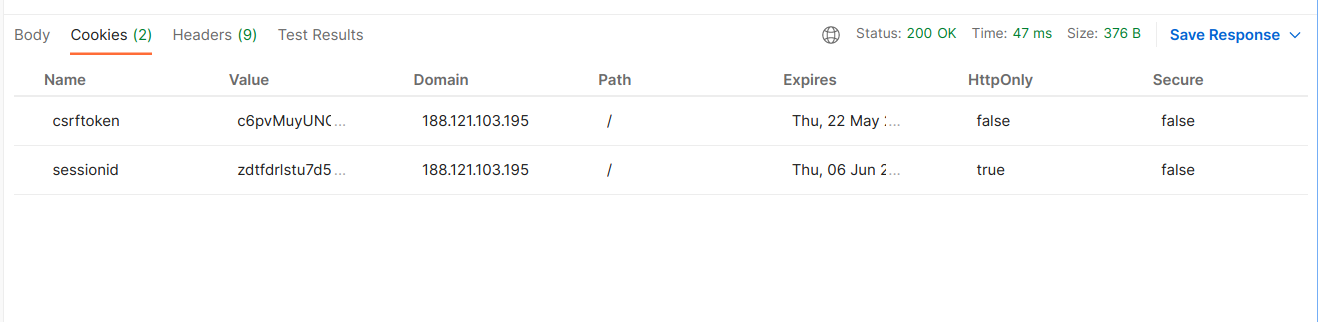 Body Cookies (2) Headers (9) Test Results Status: 200 OK Time: 47 ms Size: 376 B Save Response
Name Value Domain Path Expires HttpOnly Secure
csrftoken c6pvMuyUN... 188.121.103.195 / Thu, 22 May ... false false
sessionid zdtfdrlstu7d5... 188.121.103.195 / Thu, 06 Jun 2... true false